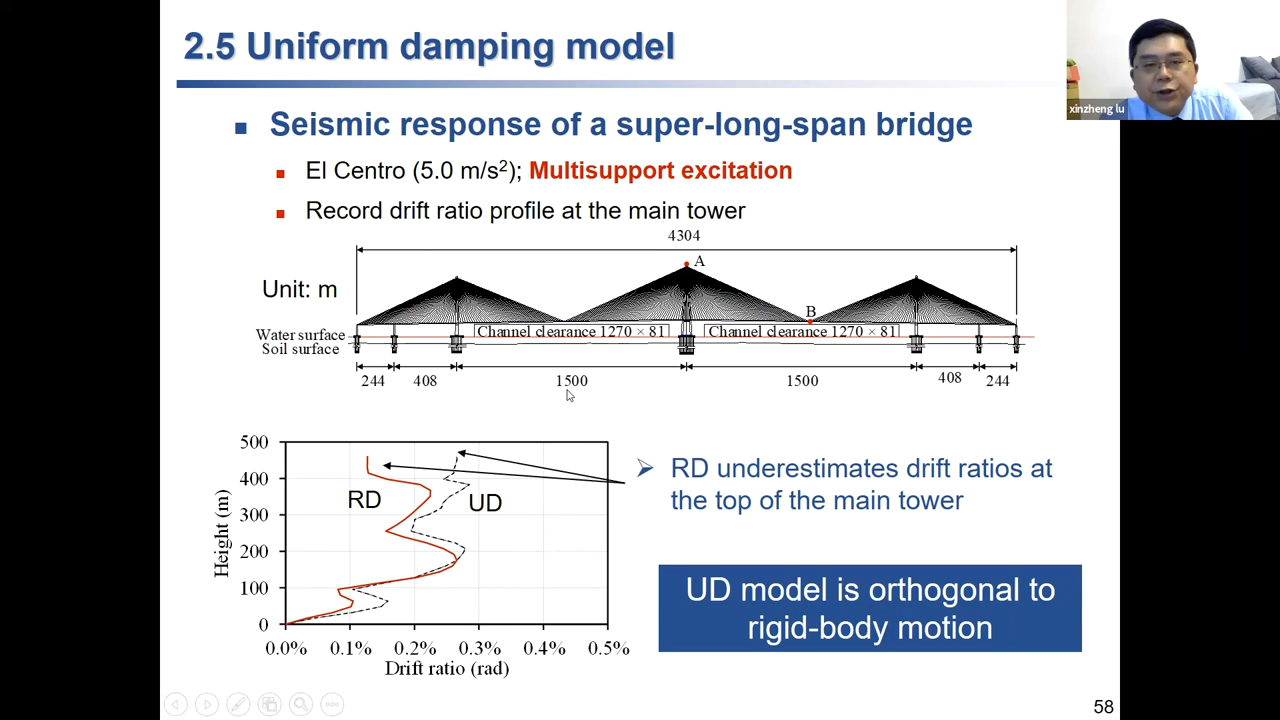 2.5 Uniform damping model
xinzheng lu
Seismic response of a super-long-span bridge
El Centro (5.0 m/s²); Multisupport excitation
Record drift ratio profile at the main tower
4304
Unit: m
A
B
Channel clearance 1270 × 81
Channel clearance 1270 × 81
Water surface
Soil surface
244
408
1500
1500
408
244
500
400
300
200
100
0
Height (m)
RD
UD
0.0%
0.1%
0.2%
0.3%
0.4%
0.5%
Drift ratio (rad)
RD underestimates drift ratios at
the top of the main tower
UD model is orthogonal to
rigid-body motion
58